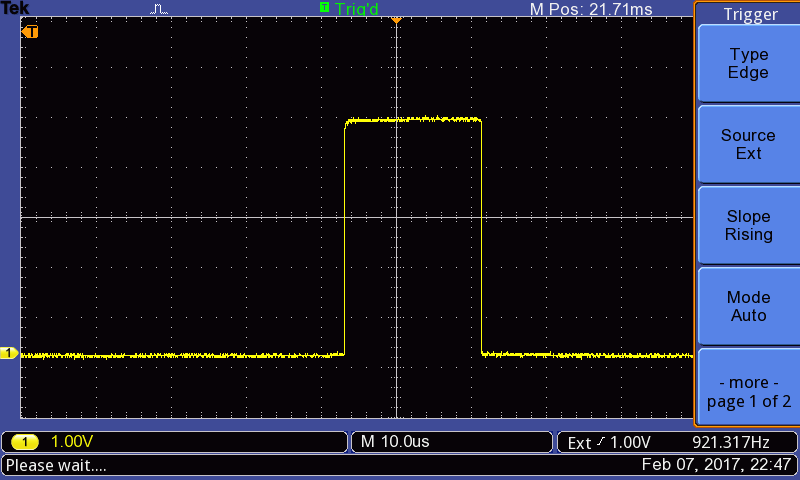 Tek T Trig'd M Pos: 21.71ms Trigger
T
Type
Edge
Source
Ext
Slope
Rising
Mode
Auto
- more -
page 1 of 2
1
1 1.00V M 10.0us Ext 1.00V 921.317Hz
Please wait.... Feb 07, 2017, 22:47